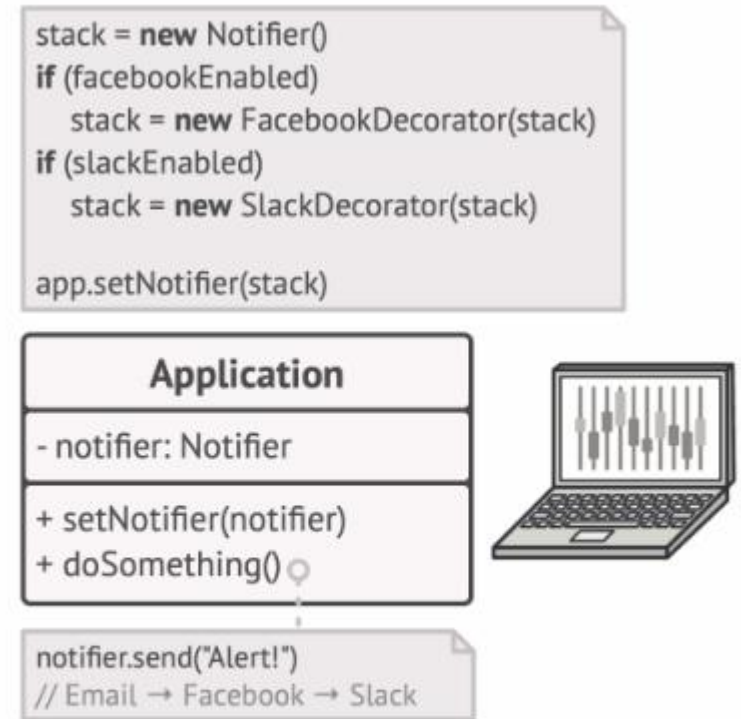 stack = new Notifier()
if (facebookEnabled)
stack = new FacebookDecorator(stack)
if (slackEnabled)
stack = new SlackDecorator(stack)
app.setNotifier(stack)
Application
- notifier: Notifier
+ setNotifier(notifier)
+ doSomething()
notifier.send("Alert!")
// Email → Facebook → Slack